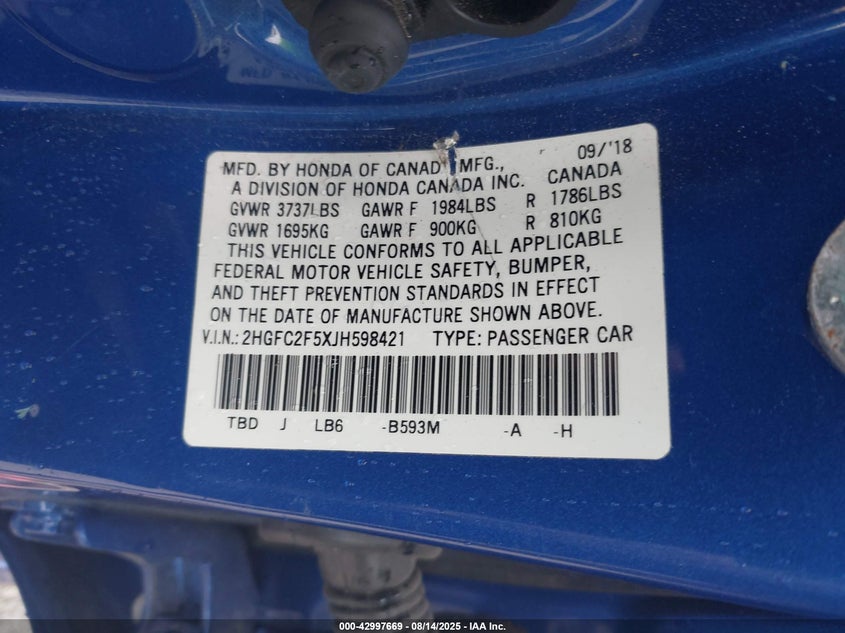 09/'18
MFD. BY HONDA OF CANAD MFG., CANADA
A DIVISION OF HONDA CANADA INC.
GVWR 3737LBS GAWR F 1984LBS R 1786LBS
GVWR 1695KG GAWR F 900KG R 810KG
THIS VEHICLE CONFORMS TO ALL APPLICABLE
FEDERAL MOTOR VEHICLE SAFETY, BUMPER,
AND THEFT PREVENTION STANDARDS IN EFFECT
ON THE DATE OF MANUFACTURE SHOWN ABOVE.
V.I.N.: 2HGFC2F5XJH598421 TYPE: PASSENGER CAR
TBD J LB6 -B593M -A -H
000-42997669 - 08/14/2025 - IAA Inc.